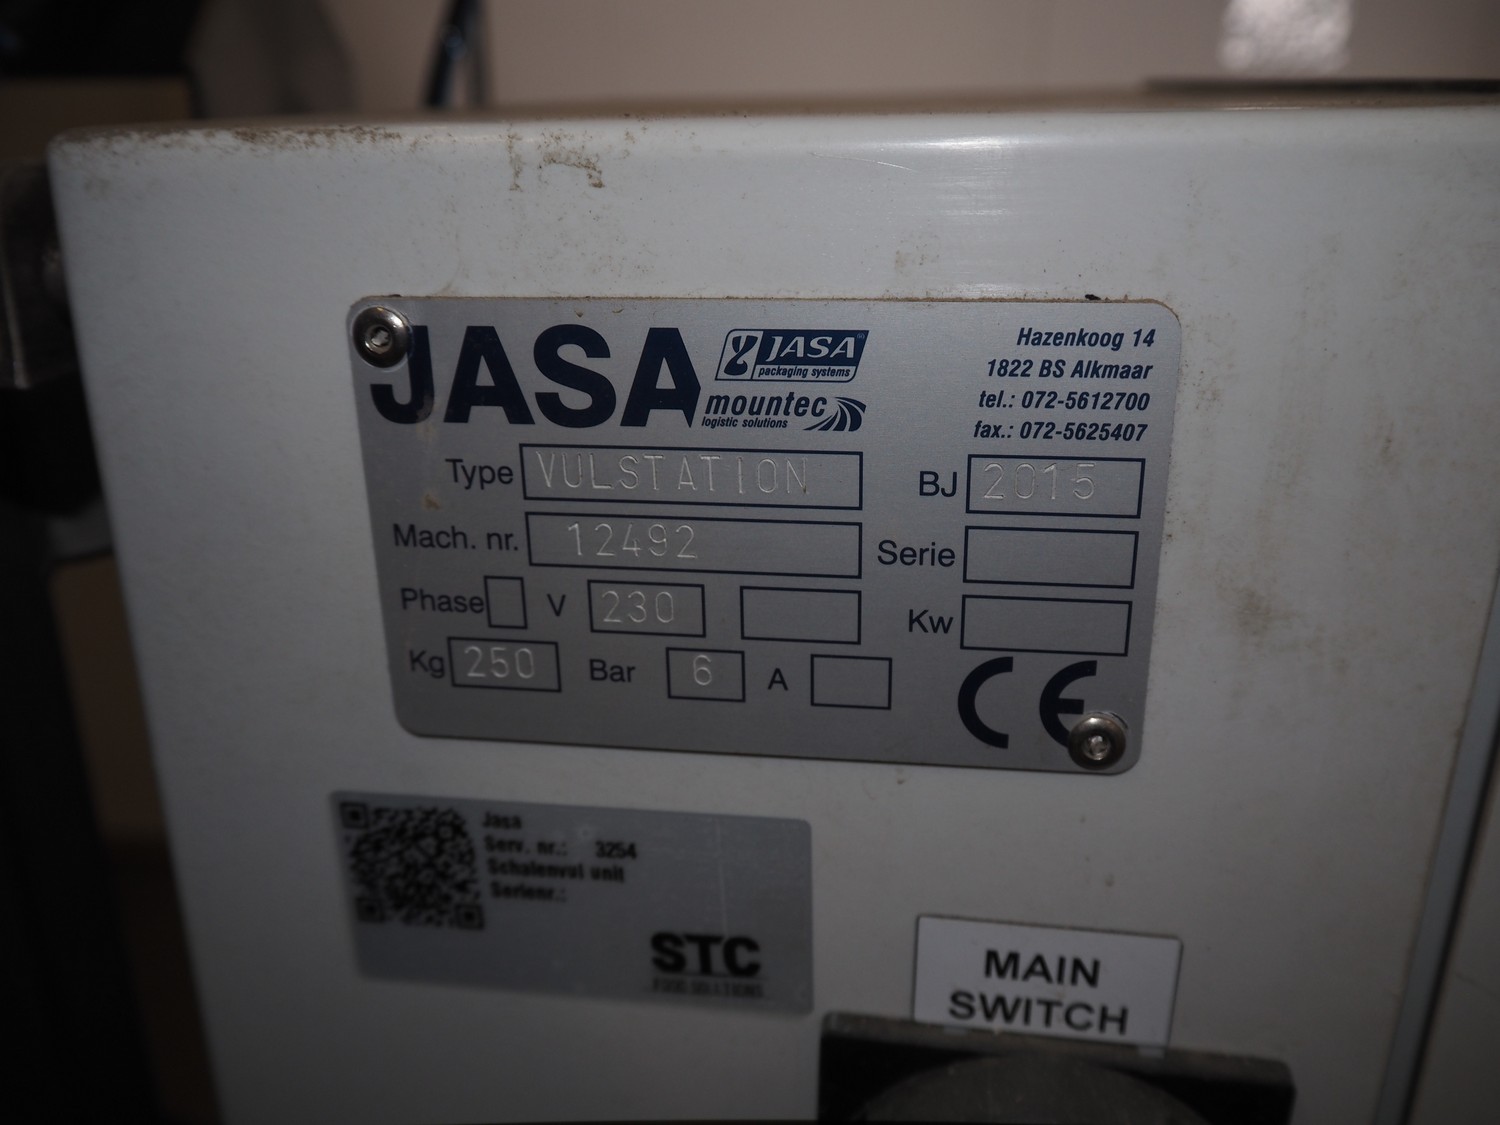 JASA
JASA
packaging systems
mountec
logistic solutions
Hazenkoog 14
1822 BS Alkmaar
tel.: 072-5612700
fax.: 072-5625407
Type VULSTATION BJ 2015
Mach. nr. 12492 Serie
Phase V 230 Kw
Kg 250 Bar 6 A
CE
Jasa
Serv. nr.: 3254
Schalenvul unit
Serienr.:
STC
FOOD SOLUTIONS
MAIN
SWITCH